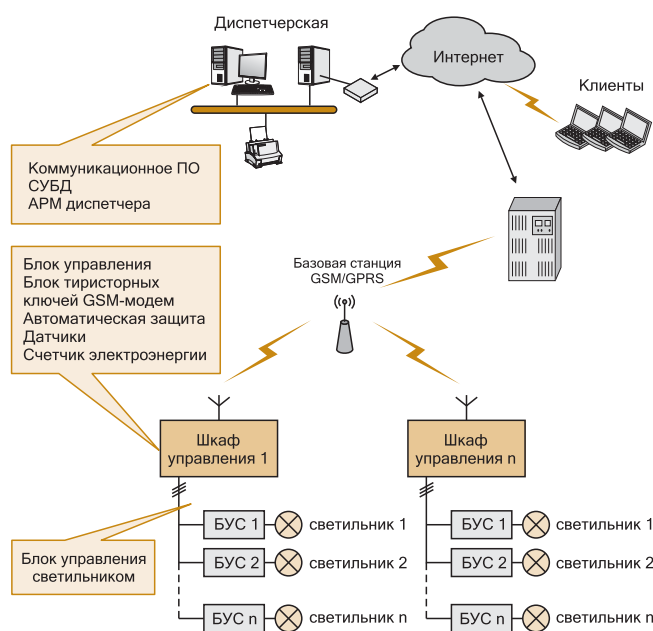 Диспетчерская
Интернет
Клиенты
Коммуникационное ПО
СУБД
АРМ диспетчера
Блок управления
Блок тиристорных
ключей GSM-модем
Автоматическая защита
Датчики
Счетчик электроэнергии
Базовая станция
GSM/GPRS
Шкаф
управления 1
Шкаф
управления n
Блок управления
светильником
БУС 1 светильник 1
БУС 2 светильник 2
БУС n светильник n
БУС 1 светильник 1
БУС 2 светильник 2
БУС n светильник n